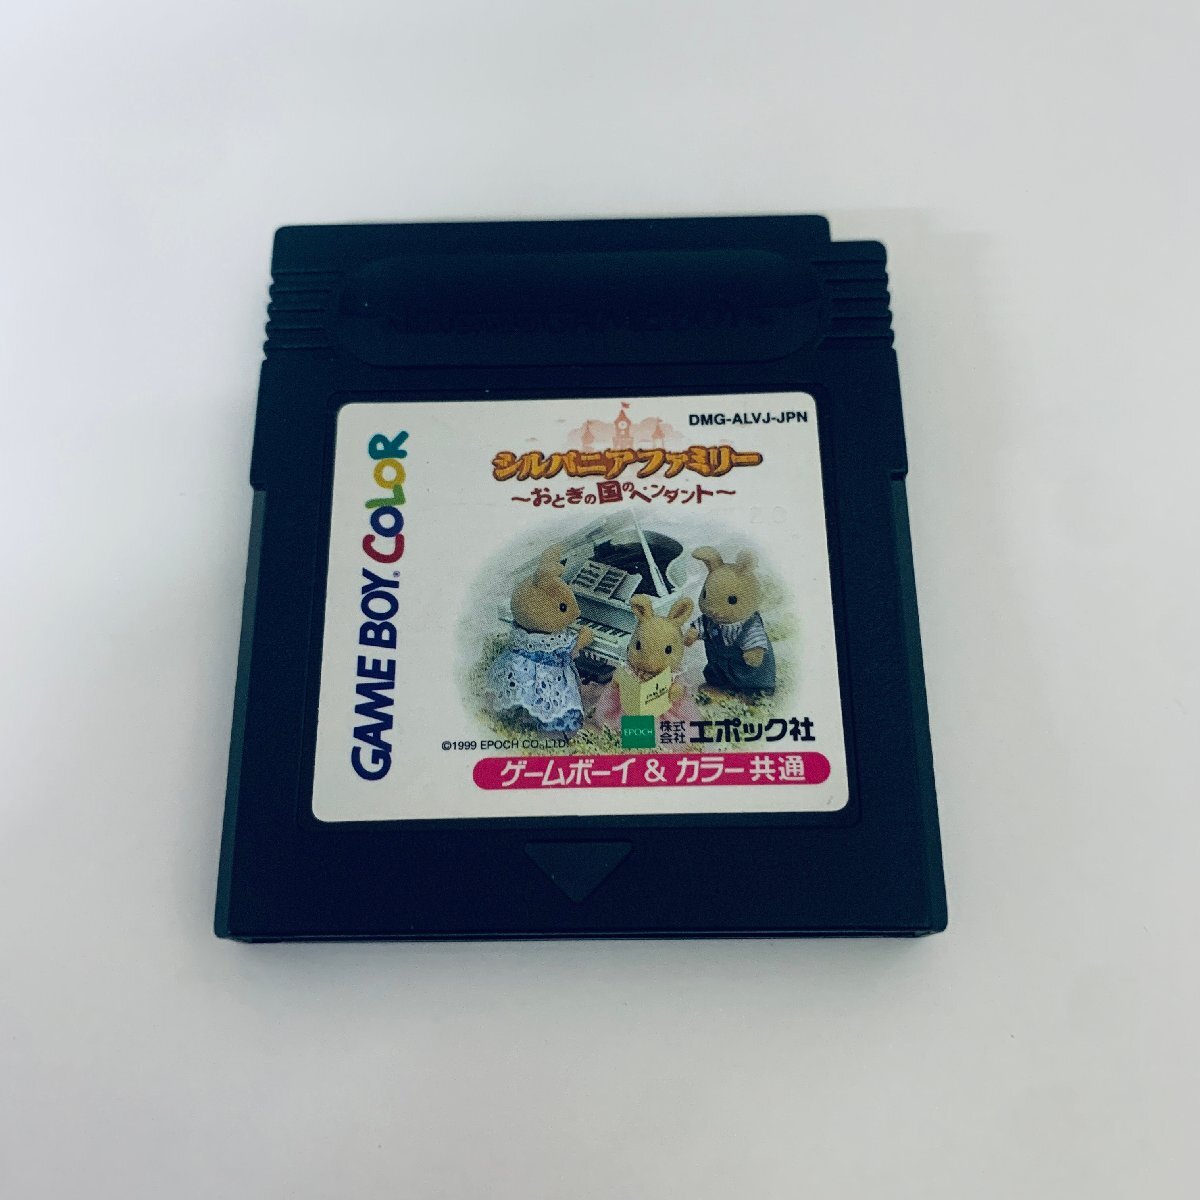 DMG-ALVJ-JPN
シルバニアファミリー
〜おとぎの国のペンダント〜
GAME BOY COLOR
©1999 EPOCH CO., LTD.
EPOCH
株式会社 エポック社
ゲームボーイ & カラー共通